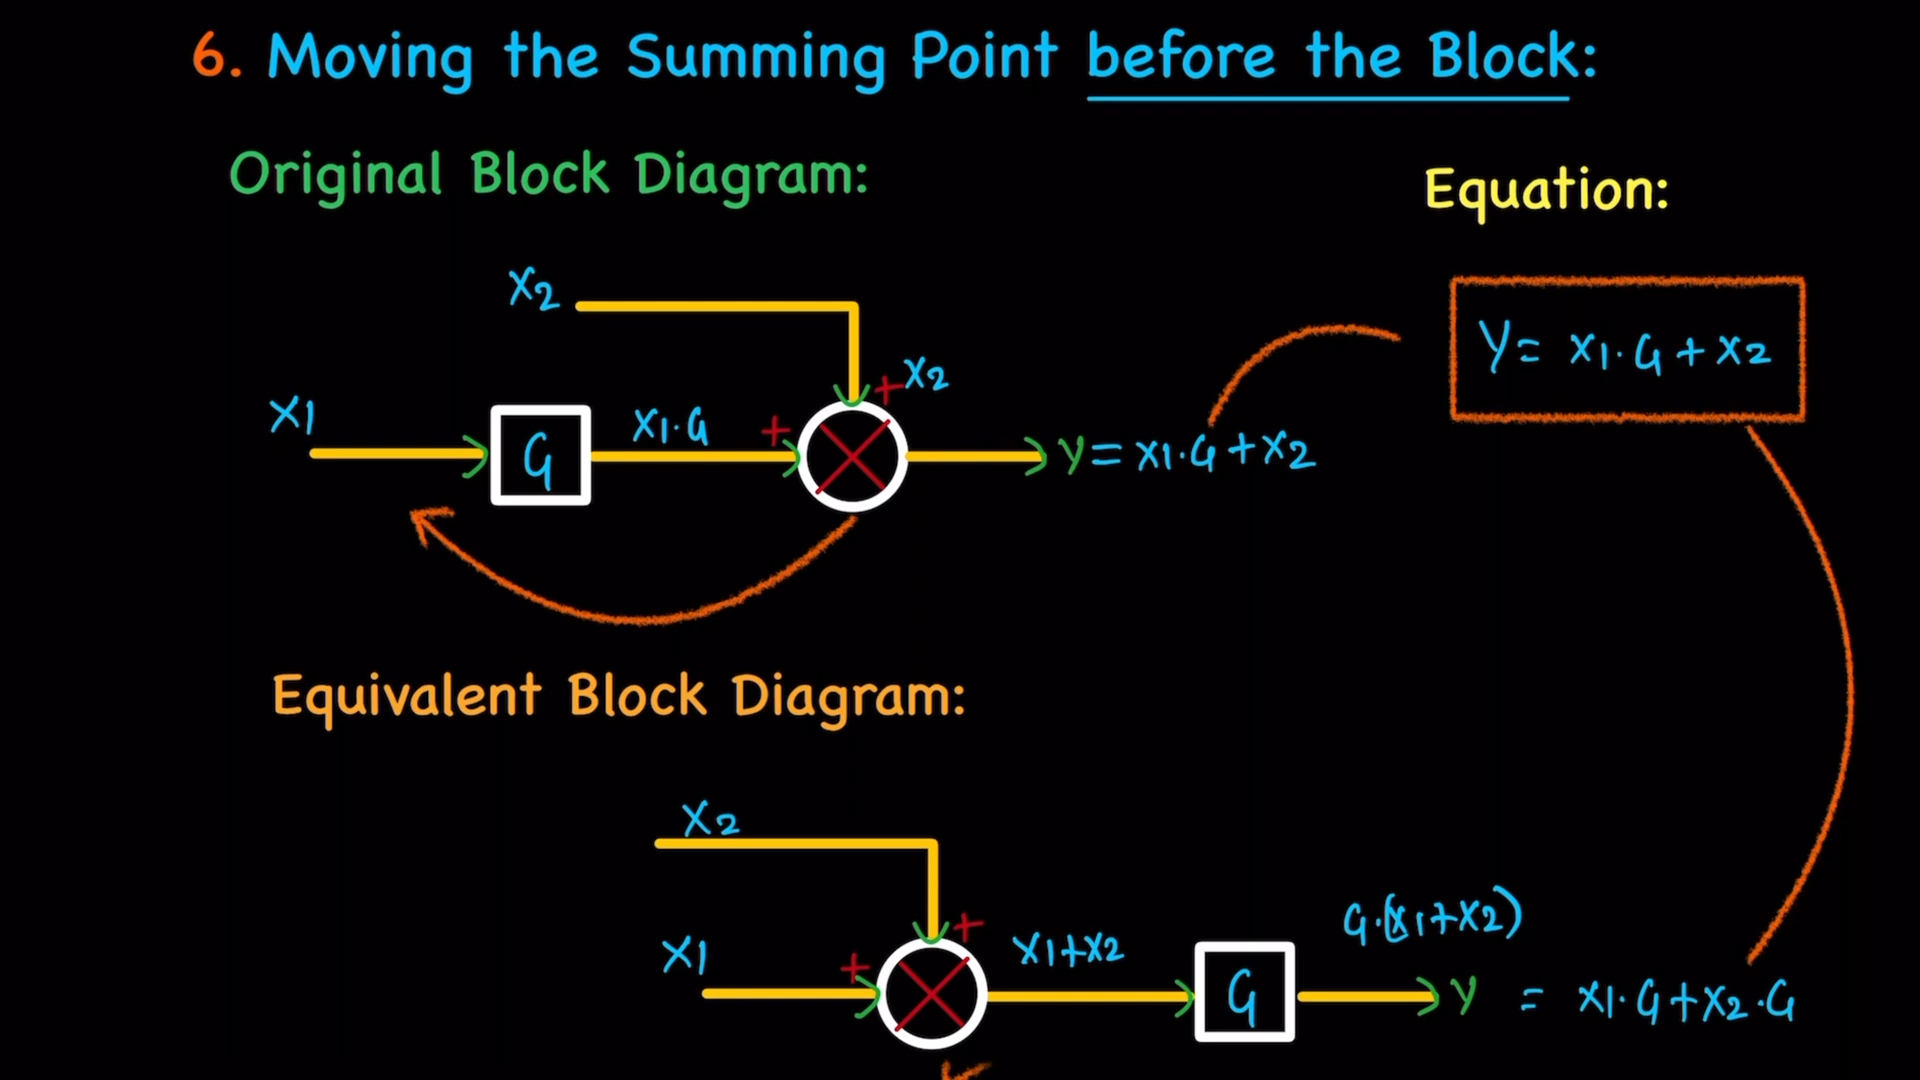 6. Moving the Summing Point before the Block:
Original Block Diagram:
Equation:
X2
Y = X1·G + X2
+ X2
X1
G
X1·G
+
Y = X1·G + X2
Equivalent Block Diagram:
X2
X1
+
+
X1+X2
G
G·(X1+X2)
Y = X1·G + X2·G